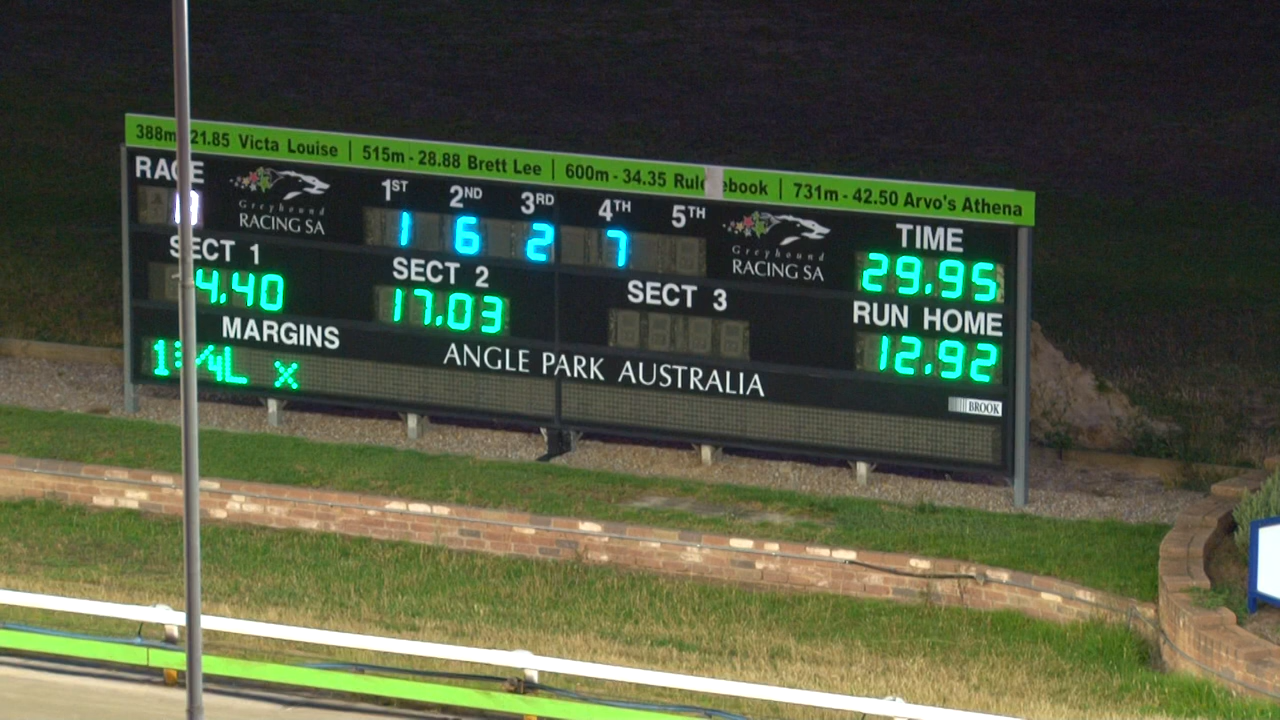 388m 21.85 Victa Louise | 515m - 28.88 Brett Lee | 600m - 34.35 Rule ebook | 731m - 42.50 Arvo's Athena
RACE
Greyhound
RACING SA
1ST 2ND 3RD 4TH 5TH
1 6 2 7
Greyhound
RACING SA
TIME
29.95
SECT 1
4.40
SECT 2
17.03
SECT 3
RUN HOME
12.92
MARGINS
1 3/4L
ANGLE PARK AUSTRALIA
BROOK